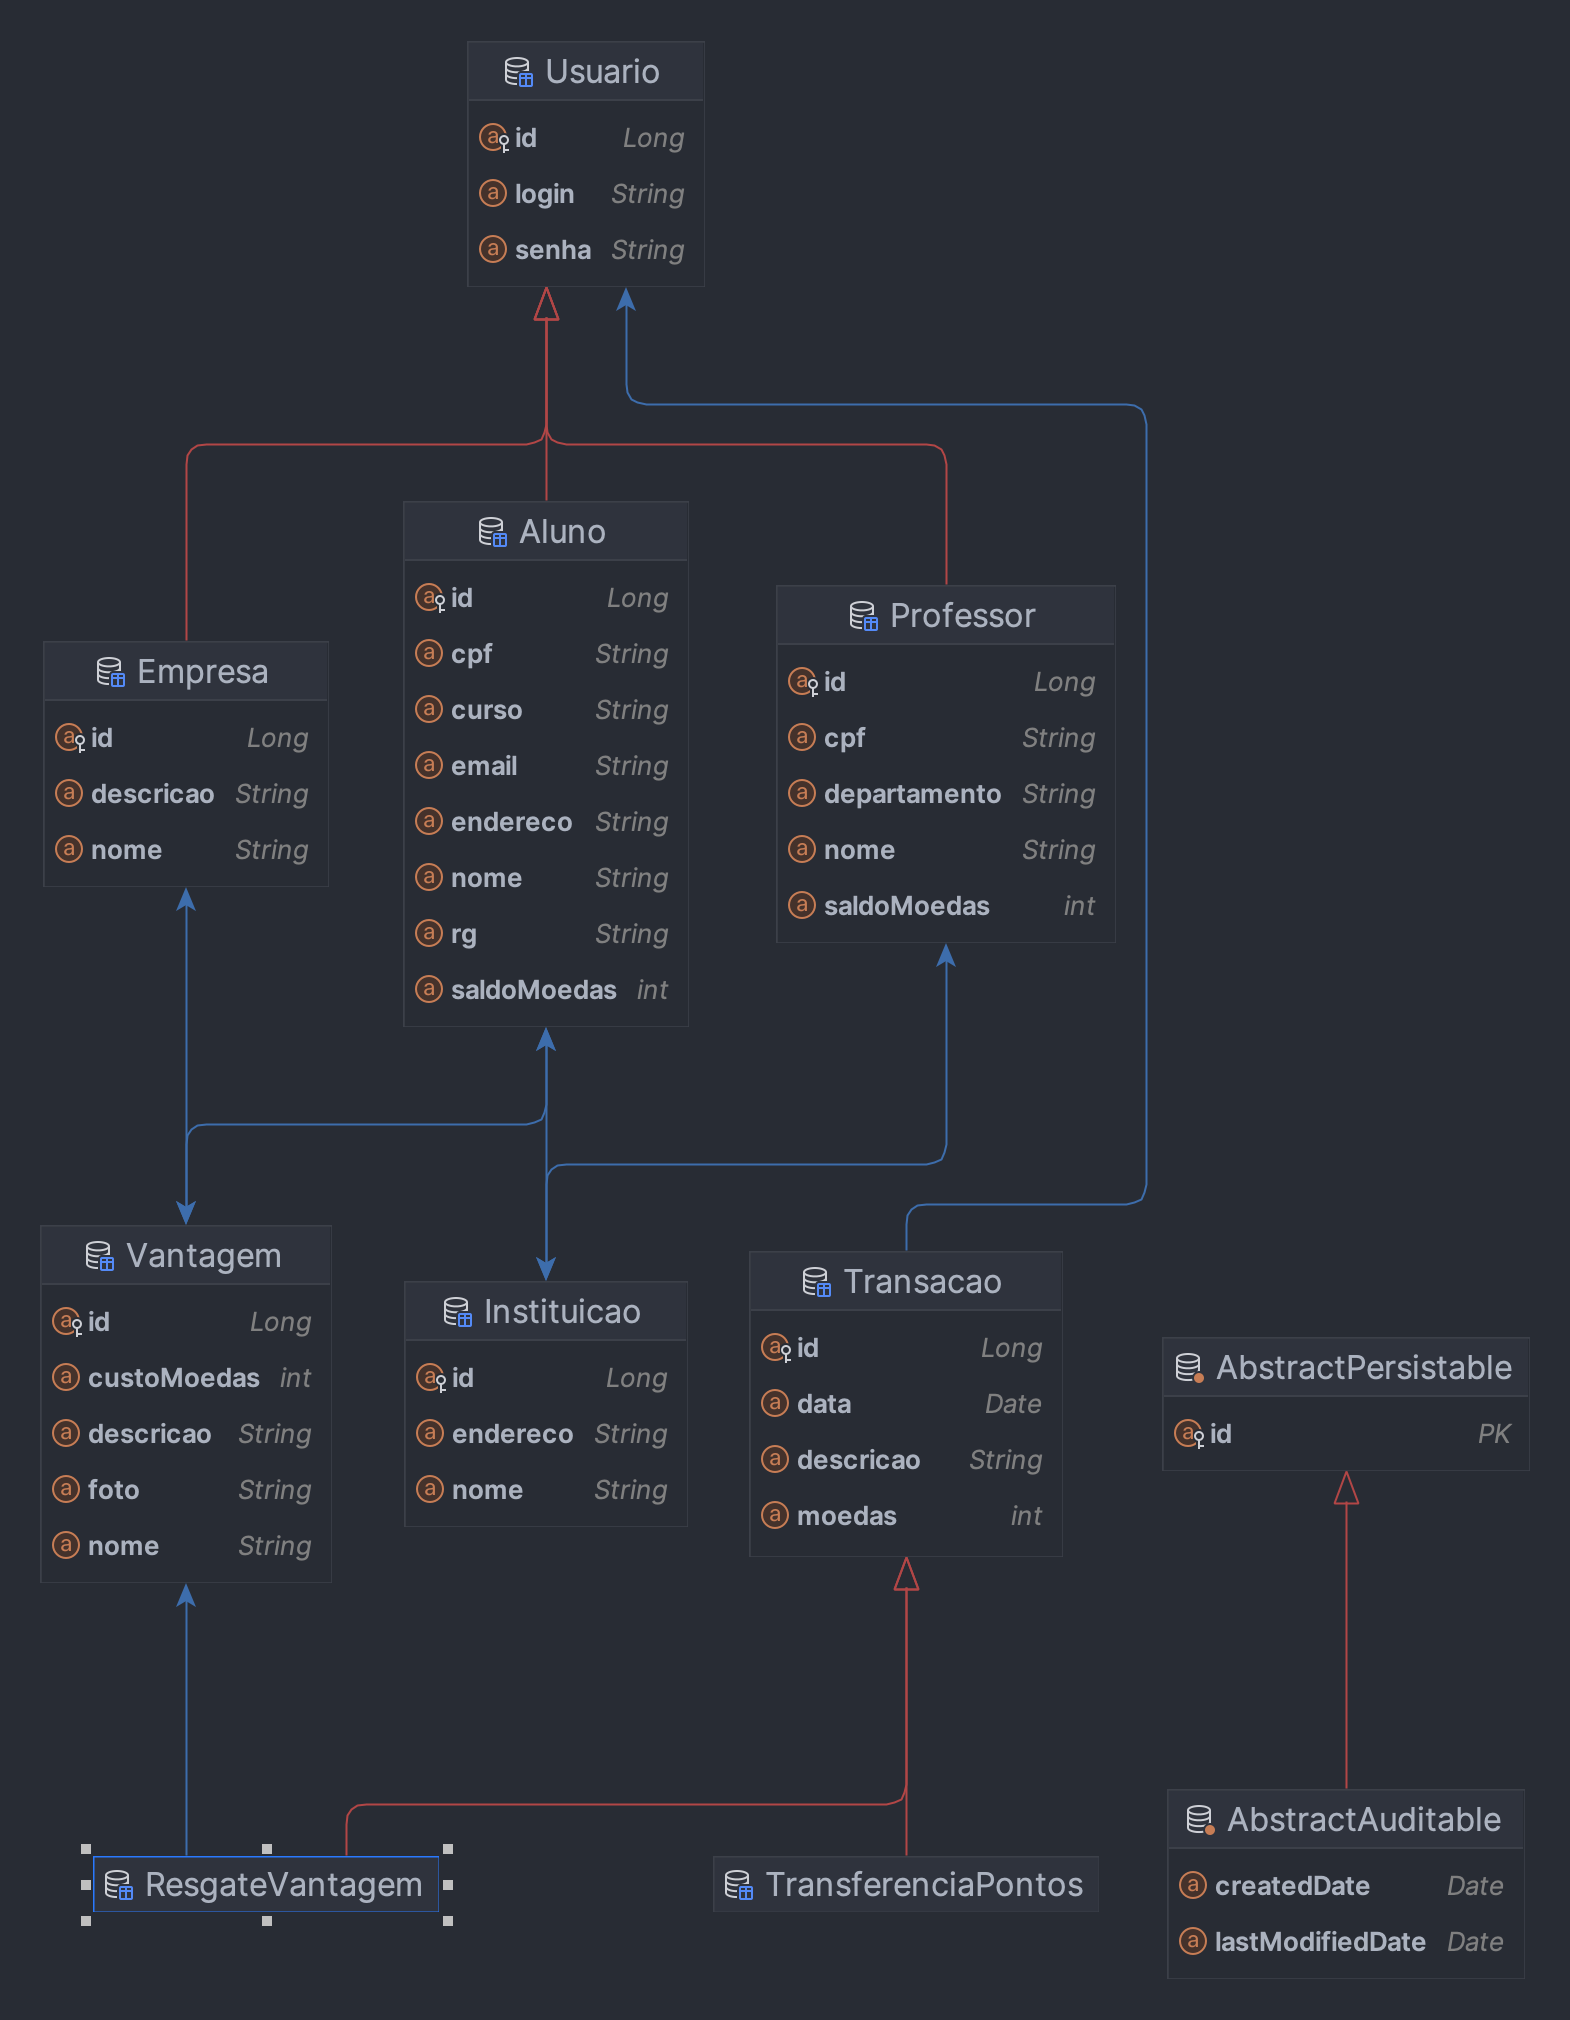 Usuario
id Long
login String
senha String
Aluno
id Long
cpf String
curso String
email String
endereco String
nome String
rg String
saldoMoedas int
Professor
id Long
cpf String
departamento String
nome String
saldoMoedas int
Empresa
id Long
descricao String
nome String
Vantagem
id Long
custoMoedas int
descricao String
foto String
nome String
Instituicao
id Long
endereco String
nome String
Transacao
id Long
data Date
descricao String
moedas int
AbstractPersistable
id PK
ResgateVantagem
TransferenciaPontos
AbstractAuditable
createdDate Date
lastModifiedDate Date